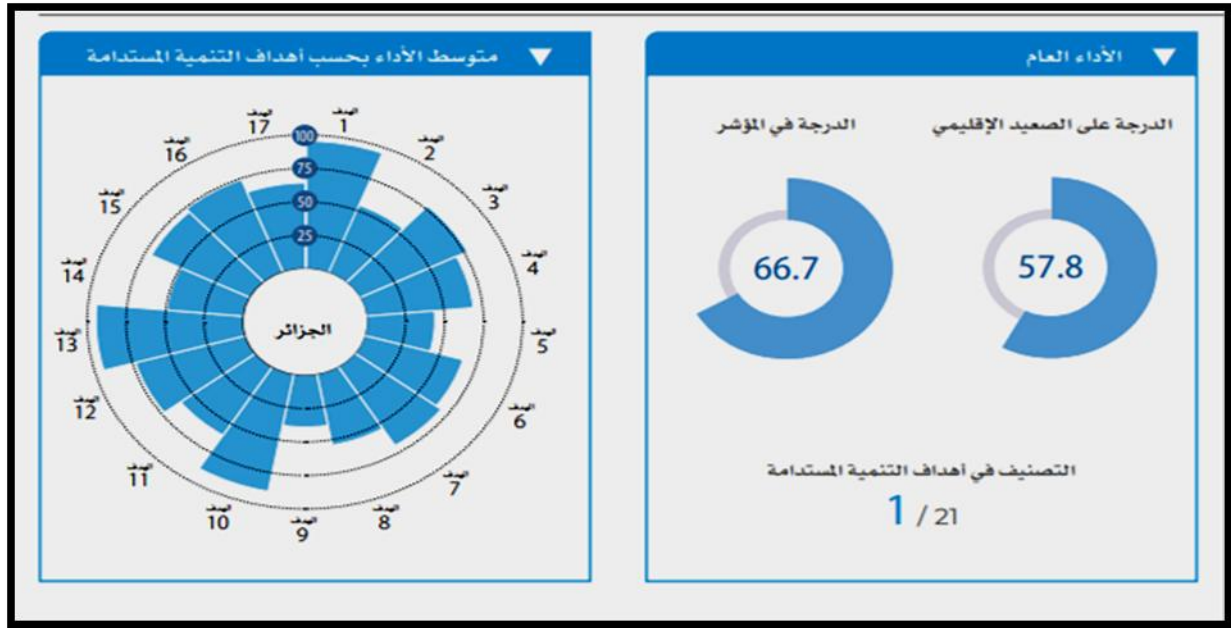 الأداء العام
الدرجة على الصعيد الإقليمي
57.8
الدرجة في المؤشر
66.7
التصنيف في أهداف التنمية المستدامة
1 / 21
متوسط الأداء بحسب أهداف التنمية المستدامة
100
75
50
25
الجزائر
الهدف
1
الهدف
2
الهدف
3
الهدف
4
الهدف
5
الهدف
6
الهدف
7
الهدف
8
الهدف
9
الهدف
10
الهدف
11
الهدف
12
الهدف
13
الهدف
14
الهدف
15
الهدف
16
الهدف
17